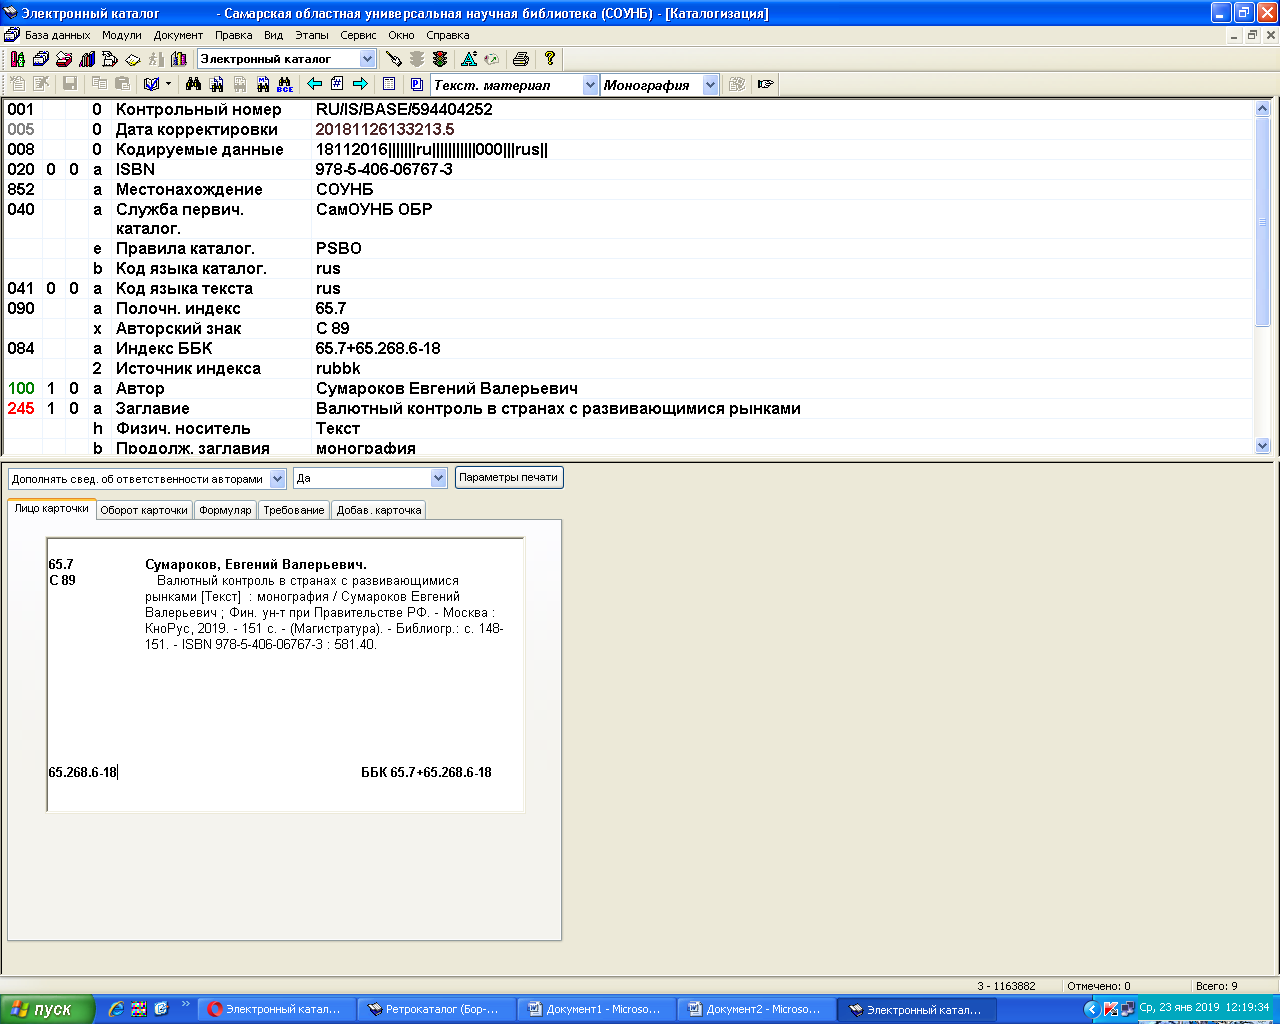 Электронный каталог - Самарская областная универсальная научная библиотека (СОУНБ) - [Каталогизация]
База данных Модули Документ Правка Вид Этапы Сервис Окно Справка
Электронный каталог
ВСЕ Текст. материал Монография
001 0 Контрольный номер RU/IS/BASE/594404252
005 0 Дата корректировки 20181126133213.5
008 0 Кодируемые данные 18112016|||||||ru|||||||||||000|||rus||
020 0 0 a ISBN 978-5-406-06767-3
852 a Местонахождение СОУНБ
040 a Служба первич. СамОУНБ ОБР
каталог.
e Правила каталог. PSBO
b Код языка каталог. rus
041 0 0 a Код языка текста rus
090 a Полочн. индекс 65.7
x Авторский знак С 89
084 a Индекс ББК 65.7+65.268.6-18
2 Источник индекса rubbk
100 1 0 a Автор Сумароков Евгений Валерьевич
245 1 0 a Заглавие Валютный контроль в странах с развивающимися рынками
h Физич. носитель Текст
b Продолж. заглавия монография
Дополнять свед. об ответственности авторами Да Параметры печати
Лицо карточки Оборот карточки Формуляр Требование Добав. карточка
65.7 Сумароков, Евгений Валерьевич.
С 89 Валютный контроль в странах с развивающимися
рынками [Текст] : монография / Сумароков Евгений
Валерьевич ; Фин. ун-т при Правительстве РФ. - Москва :
КноРус, 2019. - 151 с. - (Магистратура). - Библиогр.: с. 148-
151. - ISBN 978-5-406-06767-3 : 581.40.
65.268.6-18 ББК 65.7+65.268.6-18
3 - 1163882 Отмечено: 0 Всего: 9
пуск Электронный катал... Ретрокаталог (Бор-... Документ1 - Microso... Документ2 - Microso... Электронный катал... Ср, 23 янв 2019 12:19:34